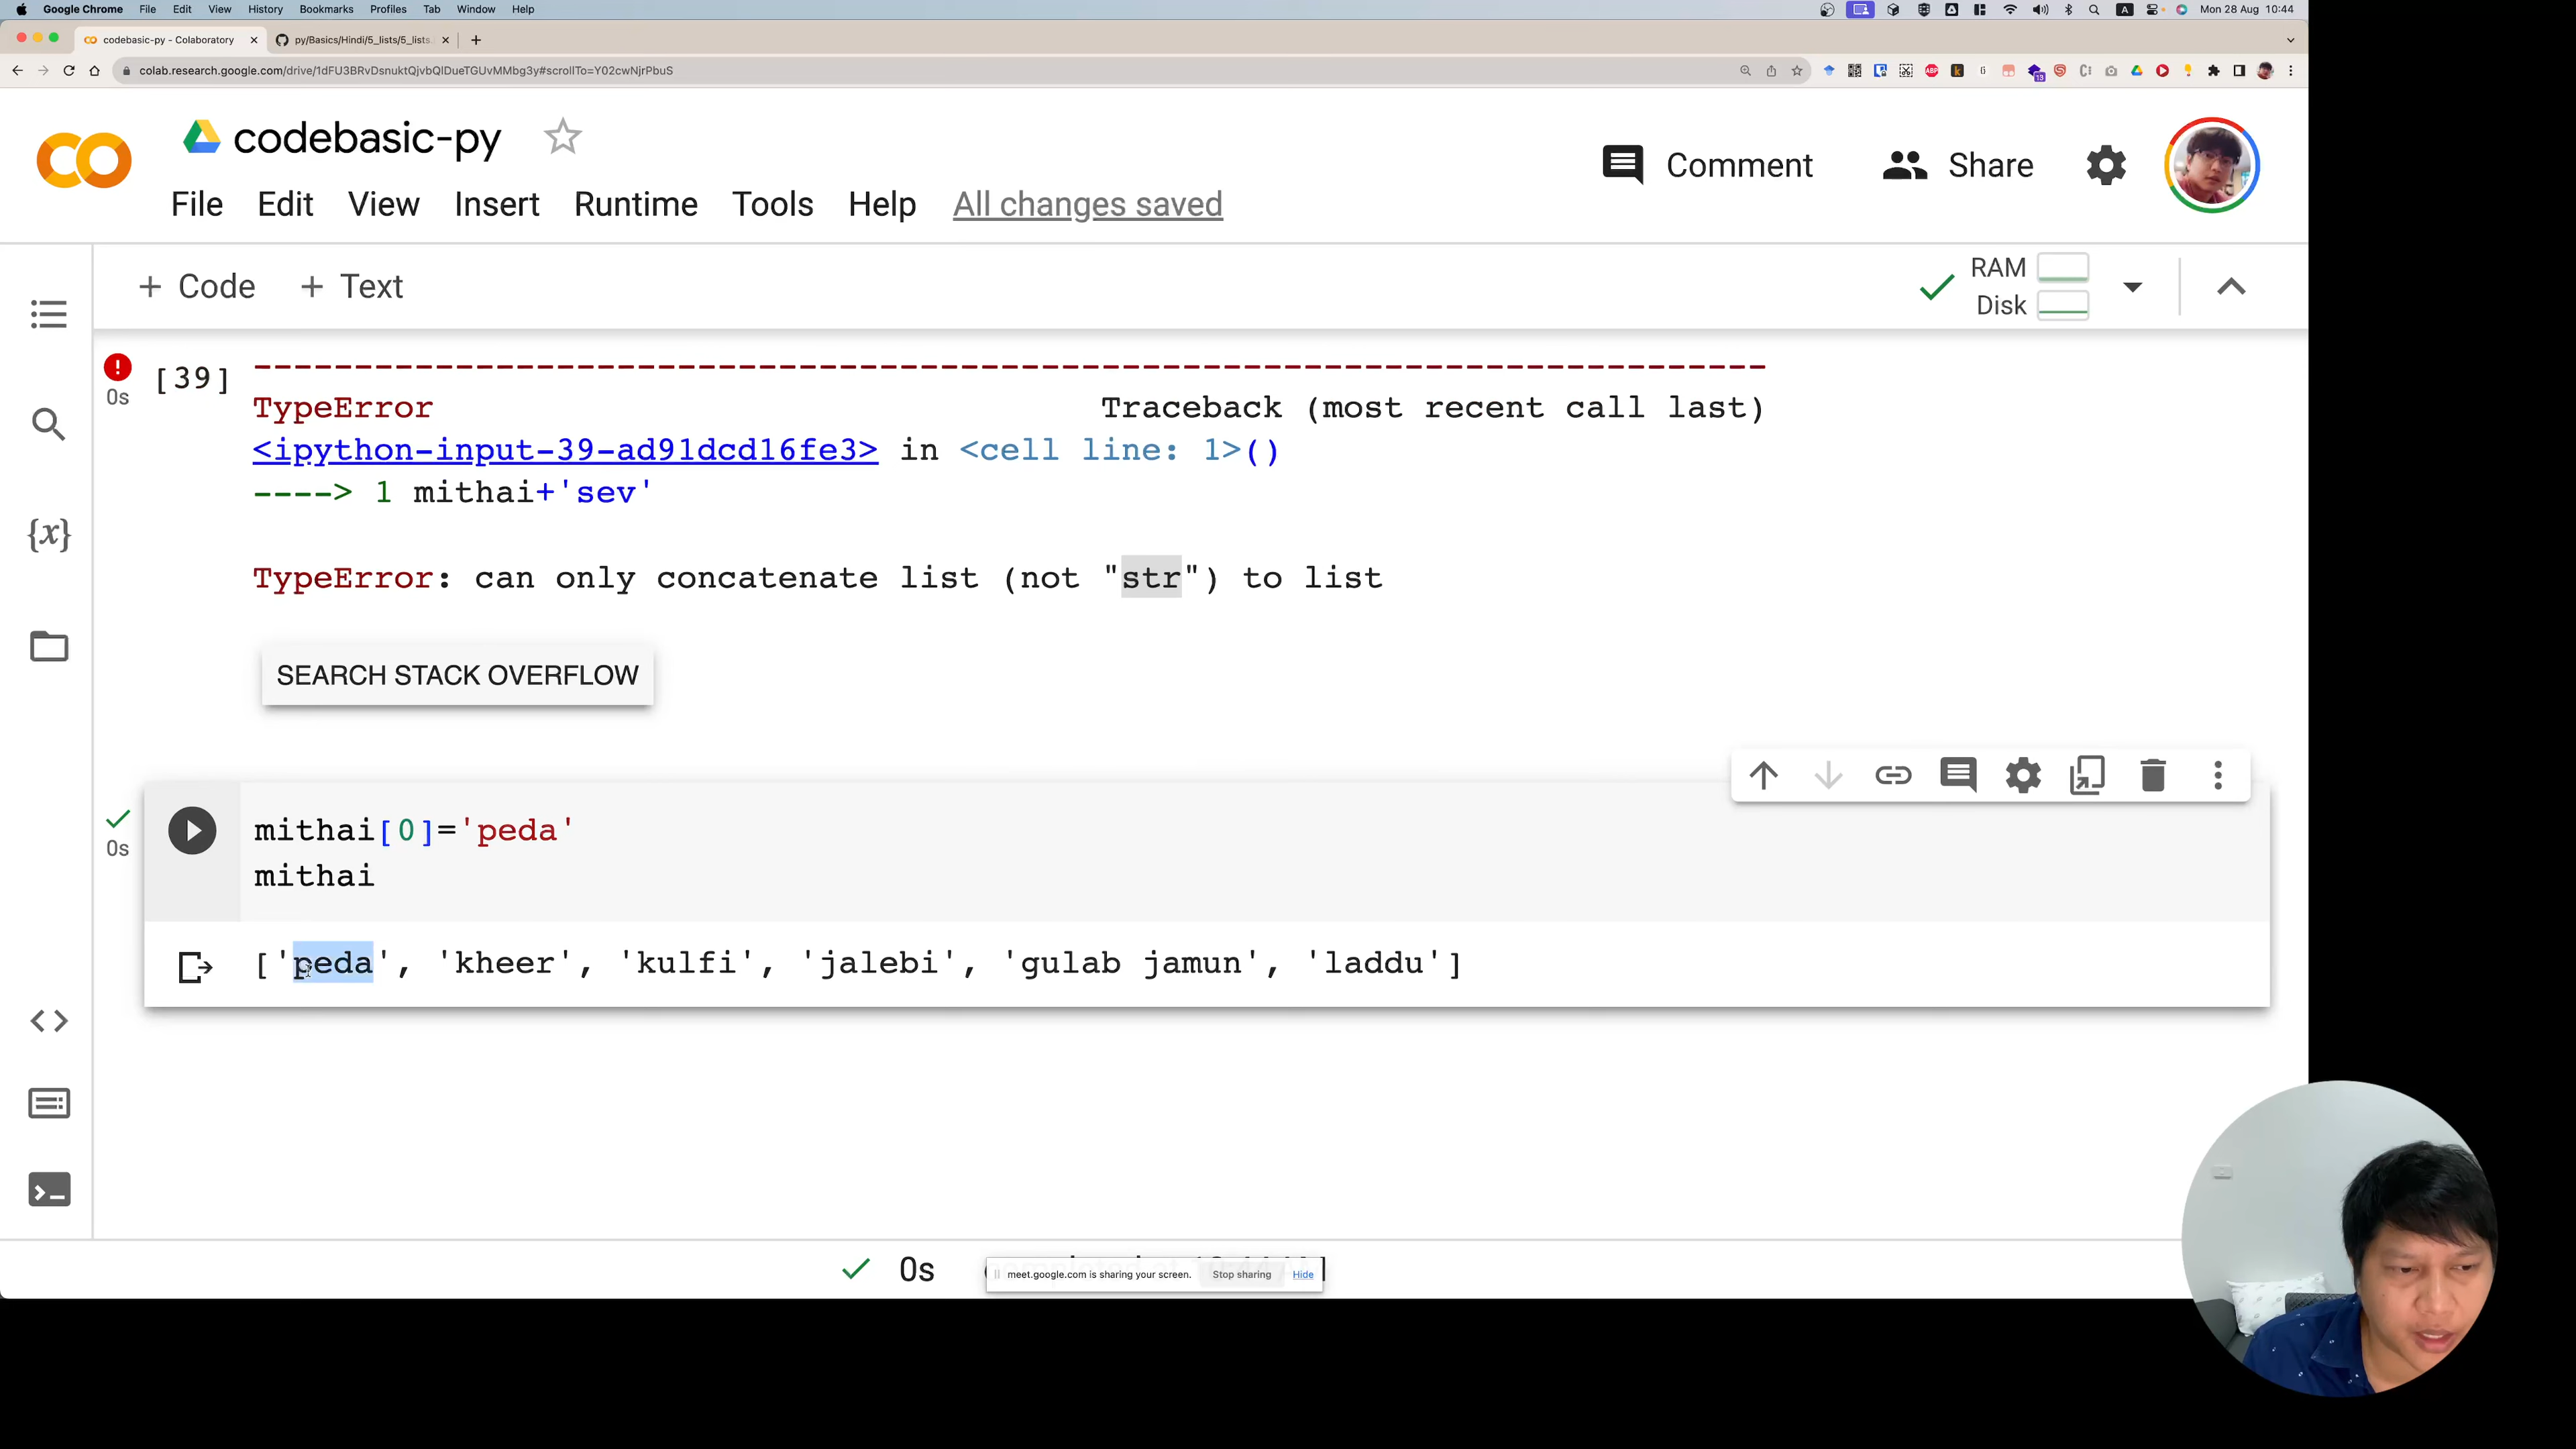 Google Chrome File Edit View History Bookmarks Profiles Tab Window Help
A Mon 28 Aug 10:44
codebasic-py - Colaboratory
py/Basics/Hindi/5_lists/5_lists.
colab.research.google.com/drive/1dFU3BRvDsnuktQjvbQlDueTGUvMMbg3y#scrollTo=Y02cwNjrPbuS
codebasic-py
Comment Share
File Edit View Insert Runtime Tools Help All changes saved
+ Code + Text
RAM
Disk
[39]
0s
TypeError Traceback (most recent call last)
<ipython-input-39-ad91dcd16fe3> in <cell line: 1>()
----> 1 mithai+'sev'
TypeError: can only concatenate list (not "str") to list
SEARCH STACK OVERFLOW
{x}
mithai[0]='peda'
0s
mithai
['peda', 'kheer', 'kulfi', 'jalebi', 'gulab jamun', 'laddu']
0s
meet.google.com is sharing your screen. Stop sharing Hide